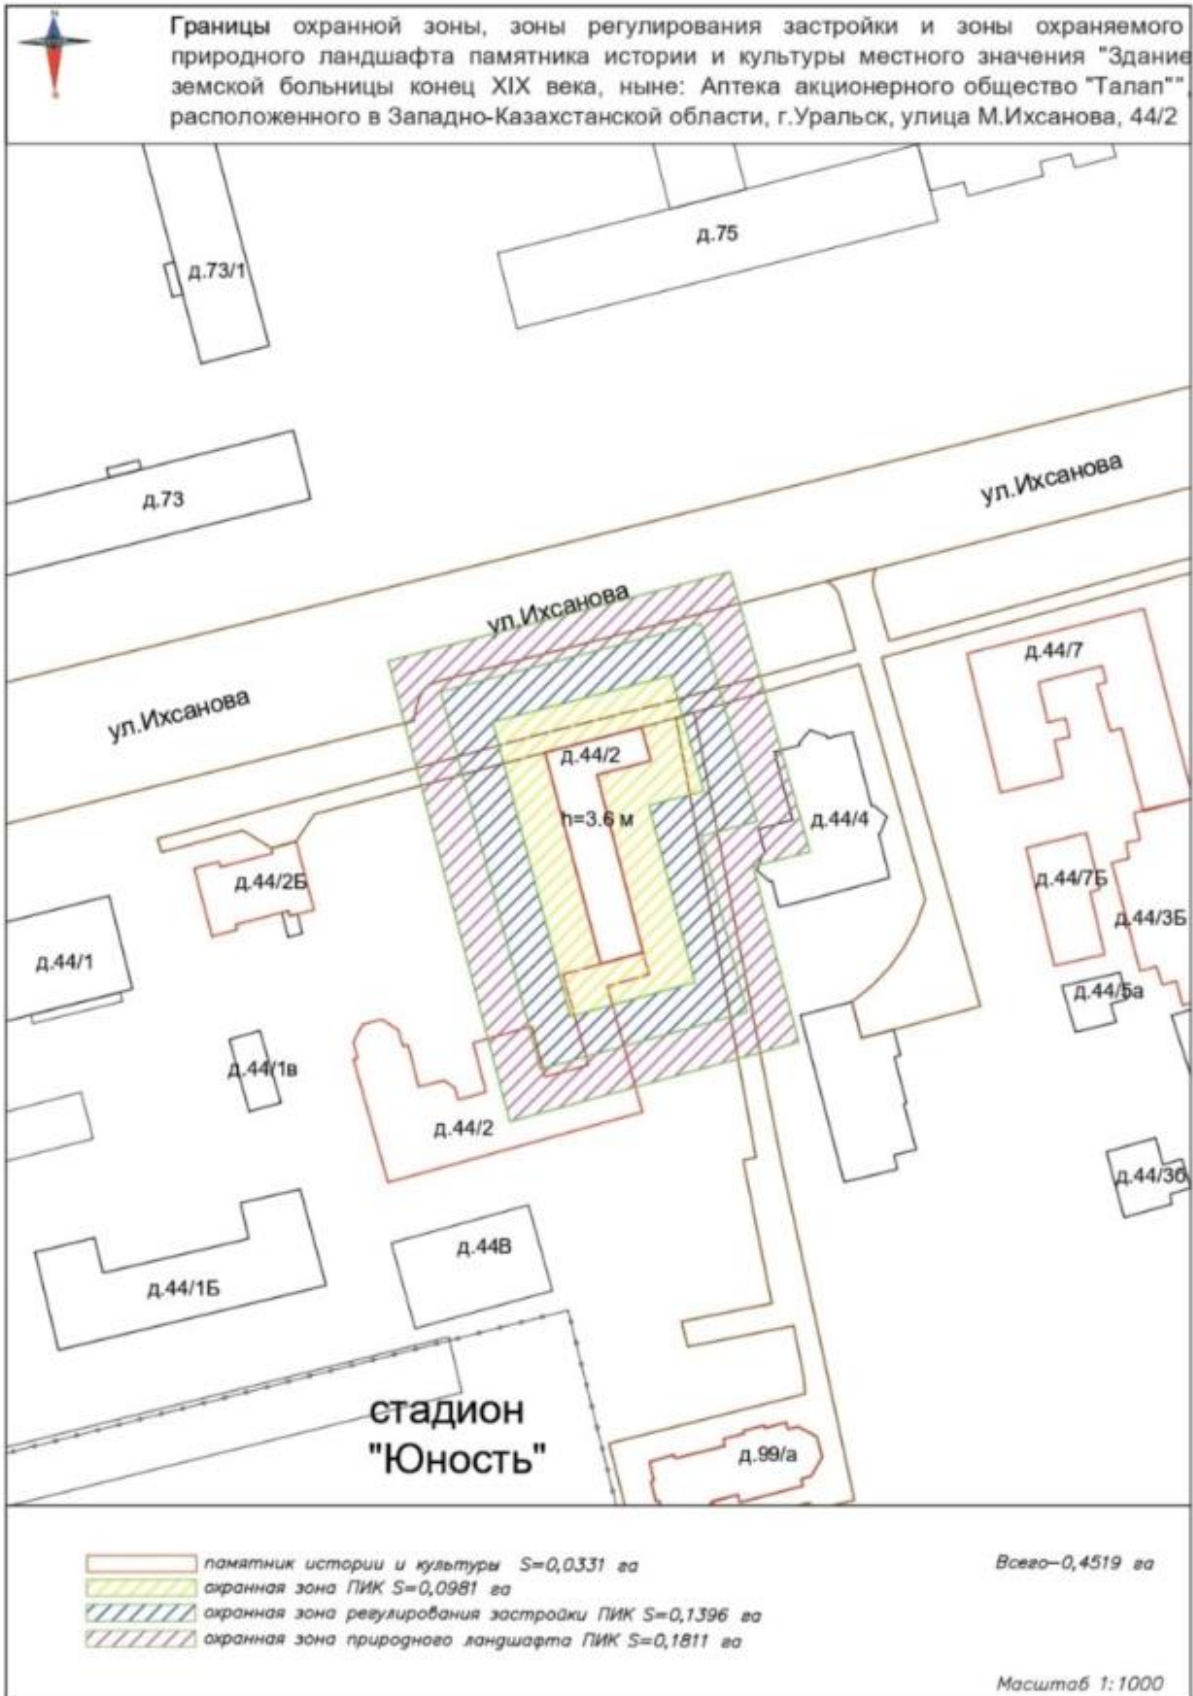 Границы охранной зоны, зоны регулирования застройки и зоны охраняемого
природного ландшафта памятника истории и культуры местного значения "Здание
земской больницы конец XIX века, ныне: Аптека акционерного общество "Талап"",
расположенного в Западно-Казахстанской области, г.Уральск, улица М.Ихсанова, 44/2
д.75
д.73/1
ул.Ихсанова
д.73
ул.Ихсанова
д.44/7
ул.Ихсанова
д.44/2
h=3.6 м
д.44/4
д.44/2Б
д.44/7Б
д.44/3Б
д.44/1
д.44/5а
д.44/1в
д.44/2
д.44/3б
д.44В
д.44/1Б
стадион
"Юность"
д.99/а
памятник истории и культуры S=0,0331 га
Всего-0,4519 га
охранная зона ПИК S=0,0981 га
охранная зона регулирования застройки ПИК S=0,1396 га
охранная зона природного ландшафта ПИК S=0,1811 га
Масштаб 1:1000